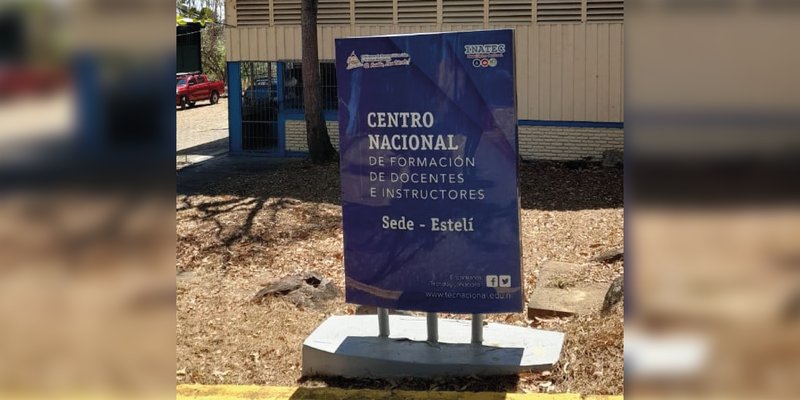 INATEC
CENTRO
NACIONAL
DE FORMACIÓN
DE DOCENTES
E INSTRUCTORES
Sede - Estelí
www.tecnacional.edu.ni